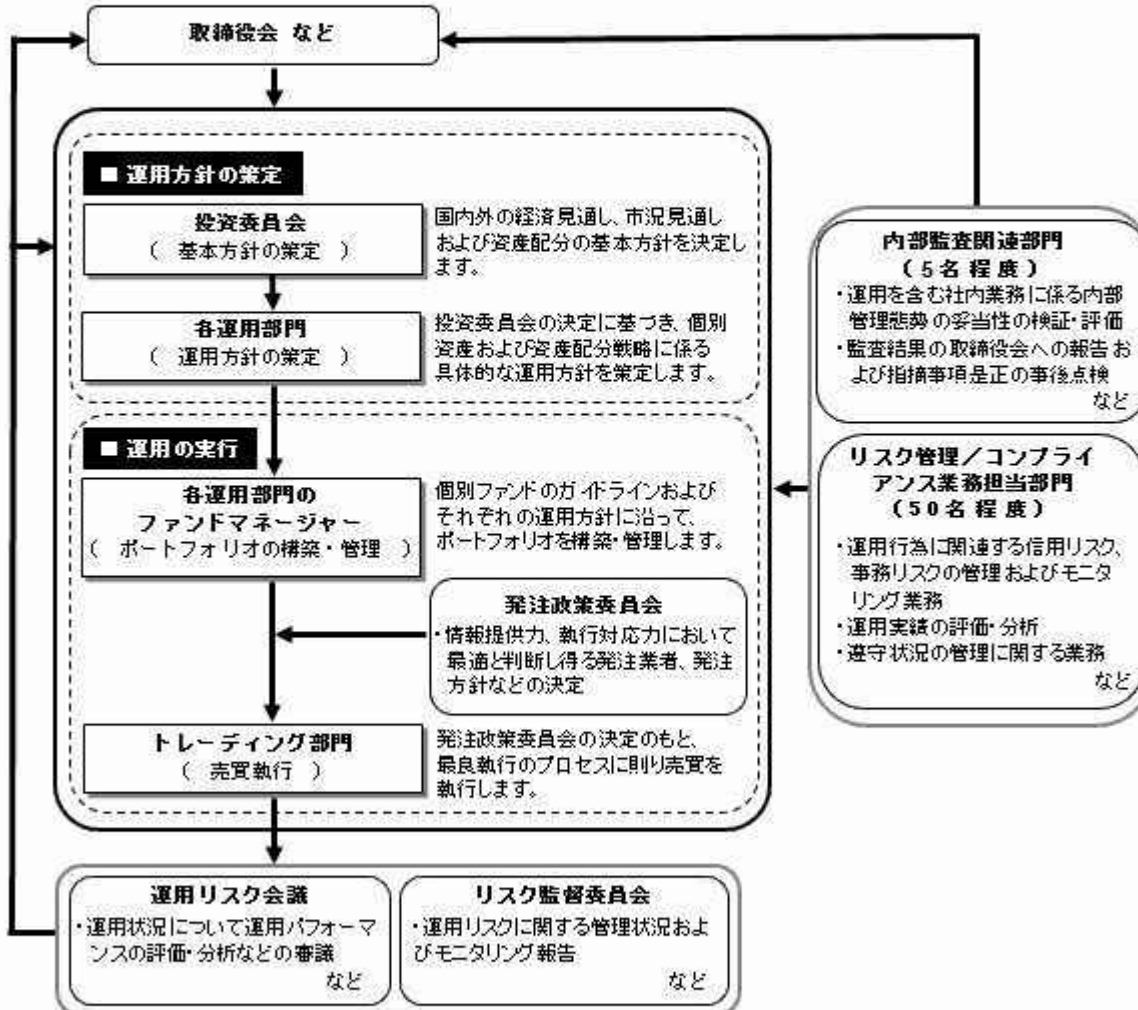 取締役会 など
■ 運用方針の策定
投資委員会
( 基本方針の策定 )
国内外の経済見通し、市況見通し
および資産配分の基本方針を決定し
ます。
各運用部門
( 運用方針の策定 )
投資委員会の決定に基づき、個別
資産および資産配分戦略に係る
具体的な運用方針を策定します。
■ 運用の実行
各運用部門の
ファンドマネージャー
( ポートフォリオの構築・管理 )
個別ファンドのガイドラインおよび
それぞれの運用方針に沿って、
ポートフォリオを構築・管理します。
発注政策委員会
・情報提供力、執行対応力において
最適と判断し得る発注業者、発注
方針などの決定
トレーディング部門
( 売買執行 )
発注政策委員会の決定のもと、
最良執行のプロセスに則り売買を
執行します。
内部監査関連部門
(5名程度)
・運用を含む社内業務に係る内部
管理態勢の妥当性の検証・評価
・監査結果の取締役会への報告お
よび指摘事項是正の事後点検
など
リスク管理/コンプライ
アンス業務担当部門
(50名程度)
・運用行為に関連する信用リスク、
事務リスクの管理およびモニタ
リング業務
・運用実績の評価・分析
・遵守状況の管理に関する業務
など
運用リスク会議
・運用状況について運用パフォーマ
ンスの評価・分析などの審議
など
リスク監督委員会
・運用リスクに関する管理状況およ
びモニタリング報告
など